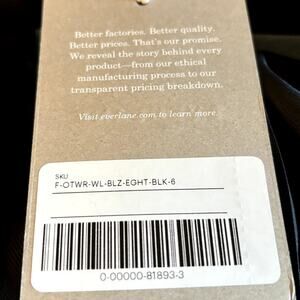 Better factories. Better quality.
Better prices. That's our promise.
We reveal the story behind every
product—from our ethical
manufacturing process to our
transparent pricing breakdown.
Visit everlane.com to learn more.
SKU
F-OTWR-WL-BLZ-EGHT-BLK-6
0-00000-81893-3